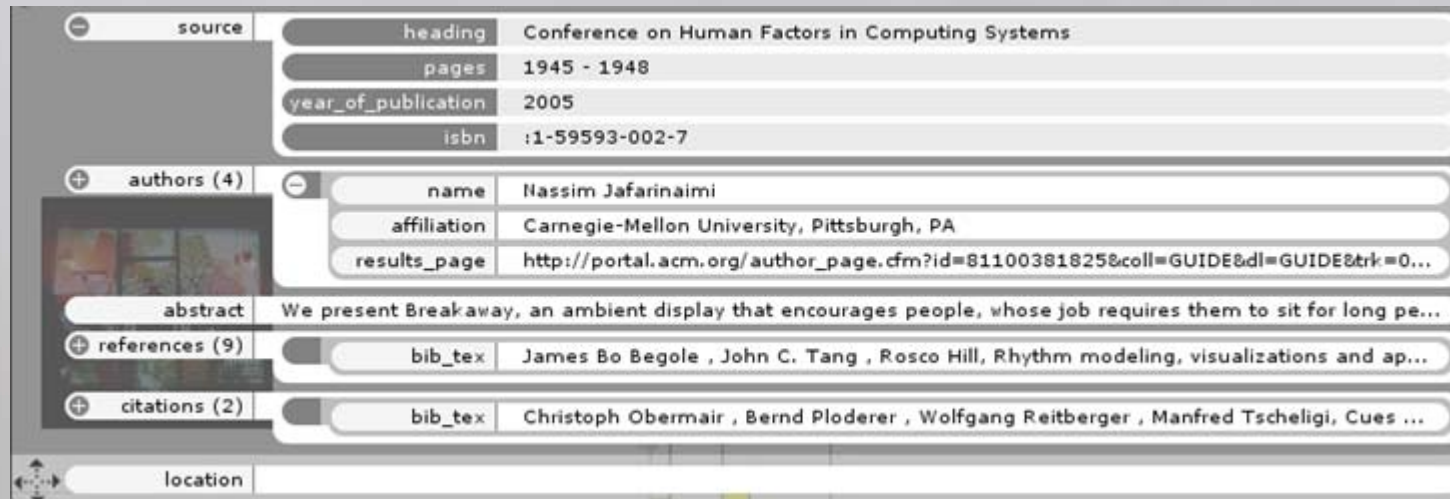 source heading Conference on Human Factors in Computing Systems
pages 1945 - 1948
year_of_publication 2005
isbn :1-59593-002-7
authors (4) name Nassim Jafarinaimi
affiliation Carnegie-Mellon University, Pittsburgh, PA
results_page http://portal.acm.org/author_page.cfm?id=81100381825&coll=GUIDE&dl=GUIDE&trk=0...
abstract We present Breakaway, an ambient display that encourages people, whose job requires them to sit for long pe...
references (9) bib_tex James Bo Begole , John C. Tang , Rosco Hill, Rhythm modeling, visualizations and ap...
citations (2) bib_tex Christoph Obermair , Bernd Ploderer , Wolfgang Reitberger , Manfred Tscheligi, Cues ...
location